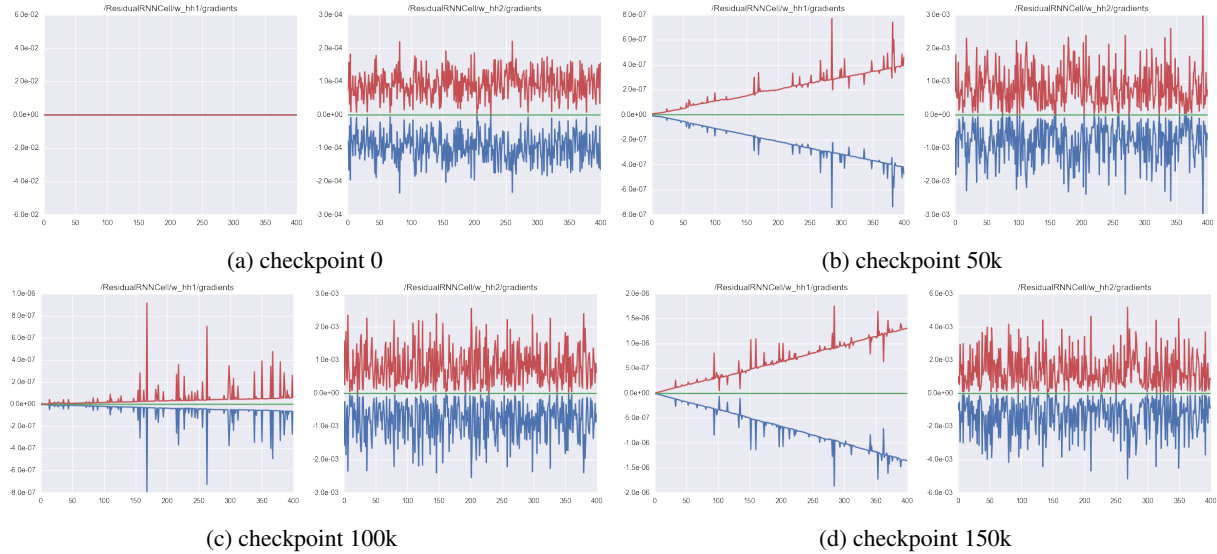 /ResidualRNNCell/w_hh1/gradients
6.0e-02
4.0e-02
2.0e-02
0.0e+00
-2.0e-02
-4.0e-02
-6.0e-02
0 50 100 150 200 250 300 350 400
/ResidualRNNCell/w_hh2/gradients
3.0e-04
2.0e-04
1.0e-04
0.0e+00
-1.0e-04
-2.0e-04
-3.0e-04
0 50 100 150 200 250 300 350 400
(a) checkpoint 0
/ResidualRNNCell/w_hh1/gradients
8.0e-07
6.0e-07
4.0e-07
2.0e-07
0.0e+00
-2.0e-07
-4.0e-07
-6.0e-07
-8.0e-07
0 50 100 150 200 250 300 350 400
/ResidualRNNCell/w_hh2/gradients
3.0e-03
2.0e-03
1.0e-03
0.0e+00
-1.0e-03
-2.0e-03
-3.0e-03
0 50 100 150 200 250 300 350 400
(b) checkpoint 50k
/ResidualRNNCell/w_hh1/gradients
1.0e-06
8.0e-07
6.0e-07
4.0e-07
2.0e-07
0.0e+00
-2.0e-07
-4.0e-07
-6.0e-07
-8.0e-07
0 50 100 150 200 250 300 350 400
/ResidualRNNCell/w_hh2/gradients
3.0e-03
2.0e-03
1.0e-03
0.0e+00
-1.0e-03
-2.0e-03
-3.0e-03
0 50 100 150 200 250 300 350 400
(c) checkpoint 100k
/ResidualRNNCell/w_hh1/gradients
2.0e-06
1.5e-06
1.0e-06
5.0e-07
0.0e+00
-5.0e-07
-1.0e-06
-1.5e-06
-2.0e-06
0 50 100 150 200 250 300 350 400
/ResidualRNNCell/w_hh2/gradients
6.0e-03
4.0e-03
2.0e-03
0.0e+00
-2.0e-03
-4.0e-03
-6.0e-03
0 50 100 150 200 250 300 350 400
(d) checkpoint 150k